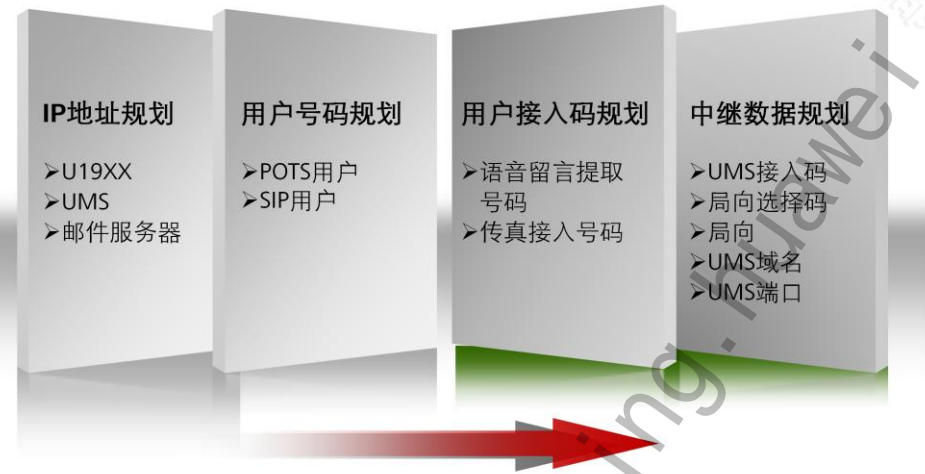 IP地址规划
➢U19XX
➢UMS
➢邮件服务器
用户号码规划
➢POTS用户
➢SIP用户
用户接入码规划
➢语音留言提取
号码
➢传真接入号码
中继数据规划
➢UMS接入码
➢局向选择码
➢局向
➢UMS域名
➢UMS端口
ing.huawei